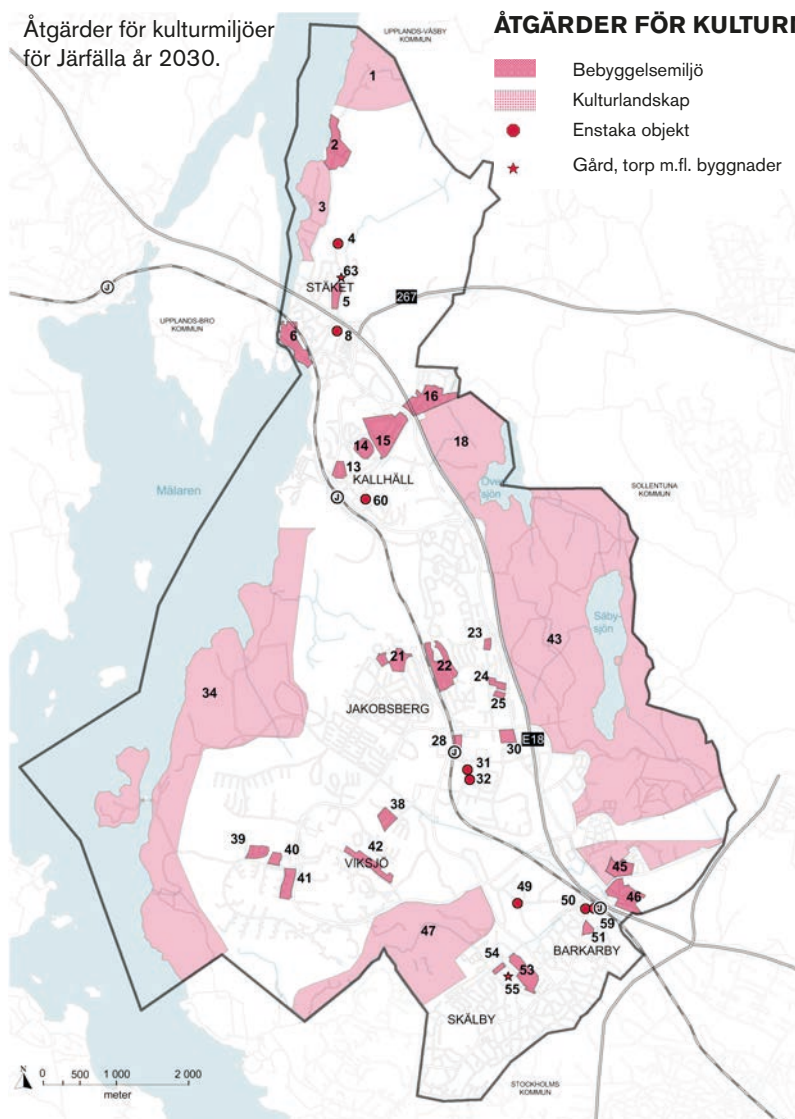 Åtgärder för kulturmiljöer
för Järfälla år 2030.
ÅTGÄRDER FÖR KULTURI
Bebyggelsemiljö
Kulturlandskap
Enstaka objekt
Gård, torp m.fl. byggnader
UPPLANDS-VÄSBY
KOMMUN
1
2
3
4
63
STÄKET
5
267
J
UPPLANDS-BRO
KOMMUN
6
8
16
18
15
14
13
KALLHÄLL
J
60
Mälaren
Över
sjön
SOLLENTUNA
KOMMUN
23
43
Säby-
sjön
21
22
24
25
34
JAKOBSBERG
28
30
E18
J
31
32
38
39
40
42
VIKSJÖ
41
45
46
49
50
J
59
51
BARKARBY
47
54
53
55
SKÄLBY
N
0
500
1 000
2 000
meter
STOCKHOLMS
KOMMUN